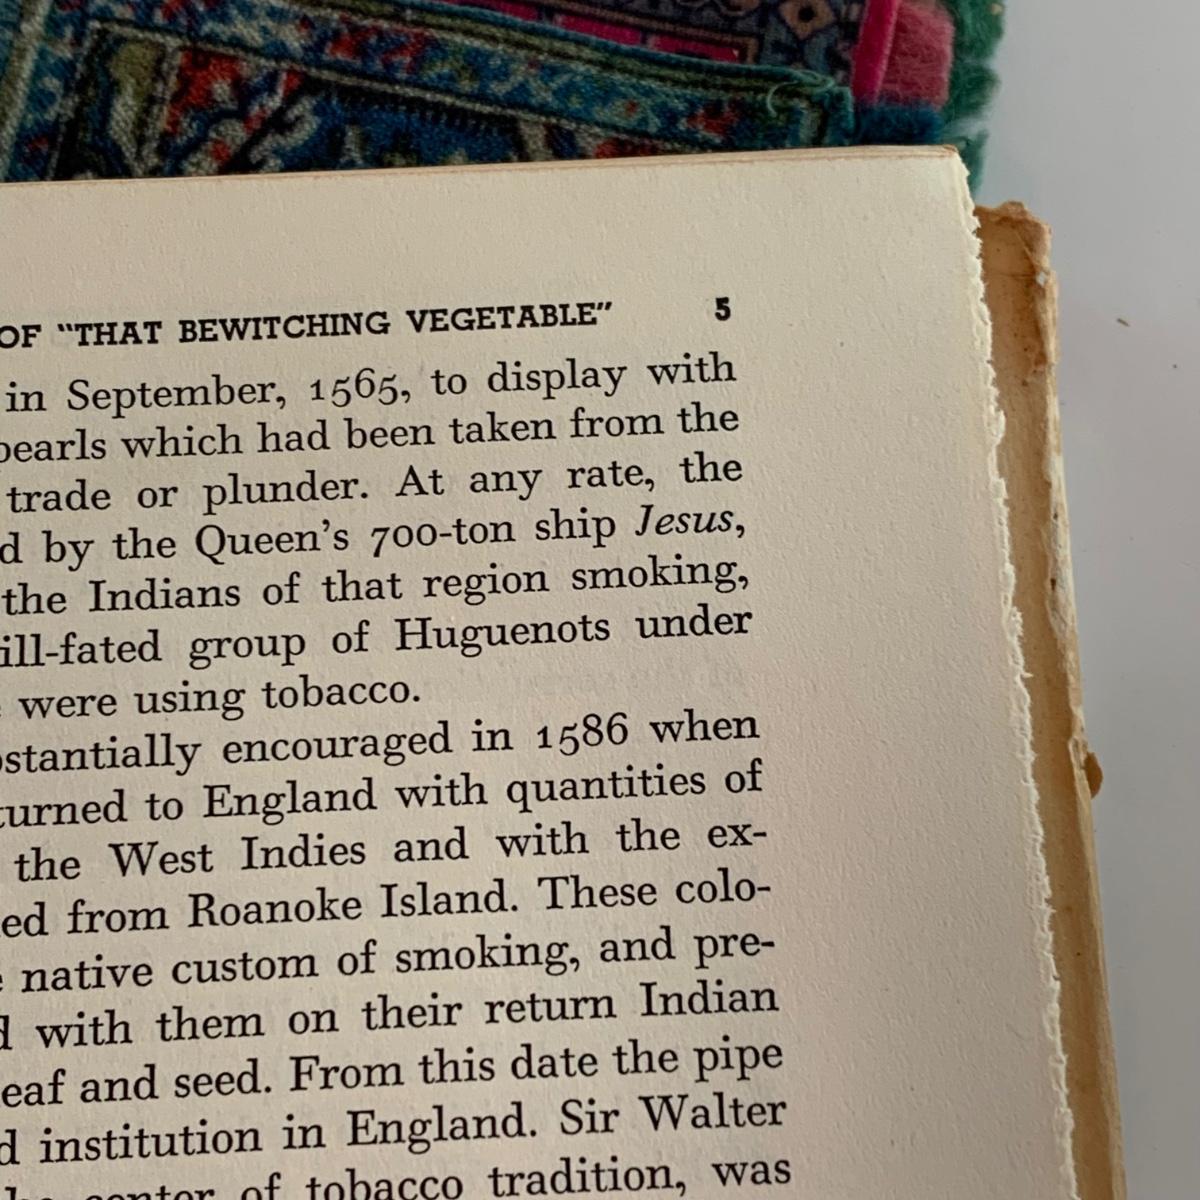 OF "THAT BEWITCHING VEGETABLE" 5
in September, 1565, to display with
pearls which had been taken from the
trade or plunder. At any rate, the
d by the Queen's 700-ton ship Jesus,
the Indians of that region smoking,
ill-fated group of Huguenots under
were using tobacco.
stantially encouraged in 1586 when
turned to England with quantities of
the West Indies and with the ex-
ed from Roanoke Island. These colo-
native custom of smoking, and pre-
d with them on their return Indian
eaf and seed. From this date the pipe
d institution in England. Sir Walter
center of tobacco tradition, was